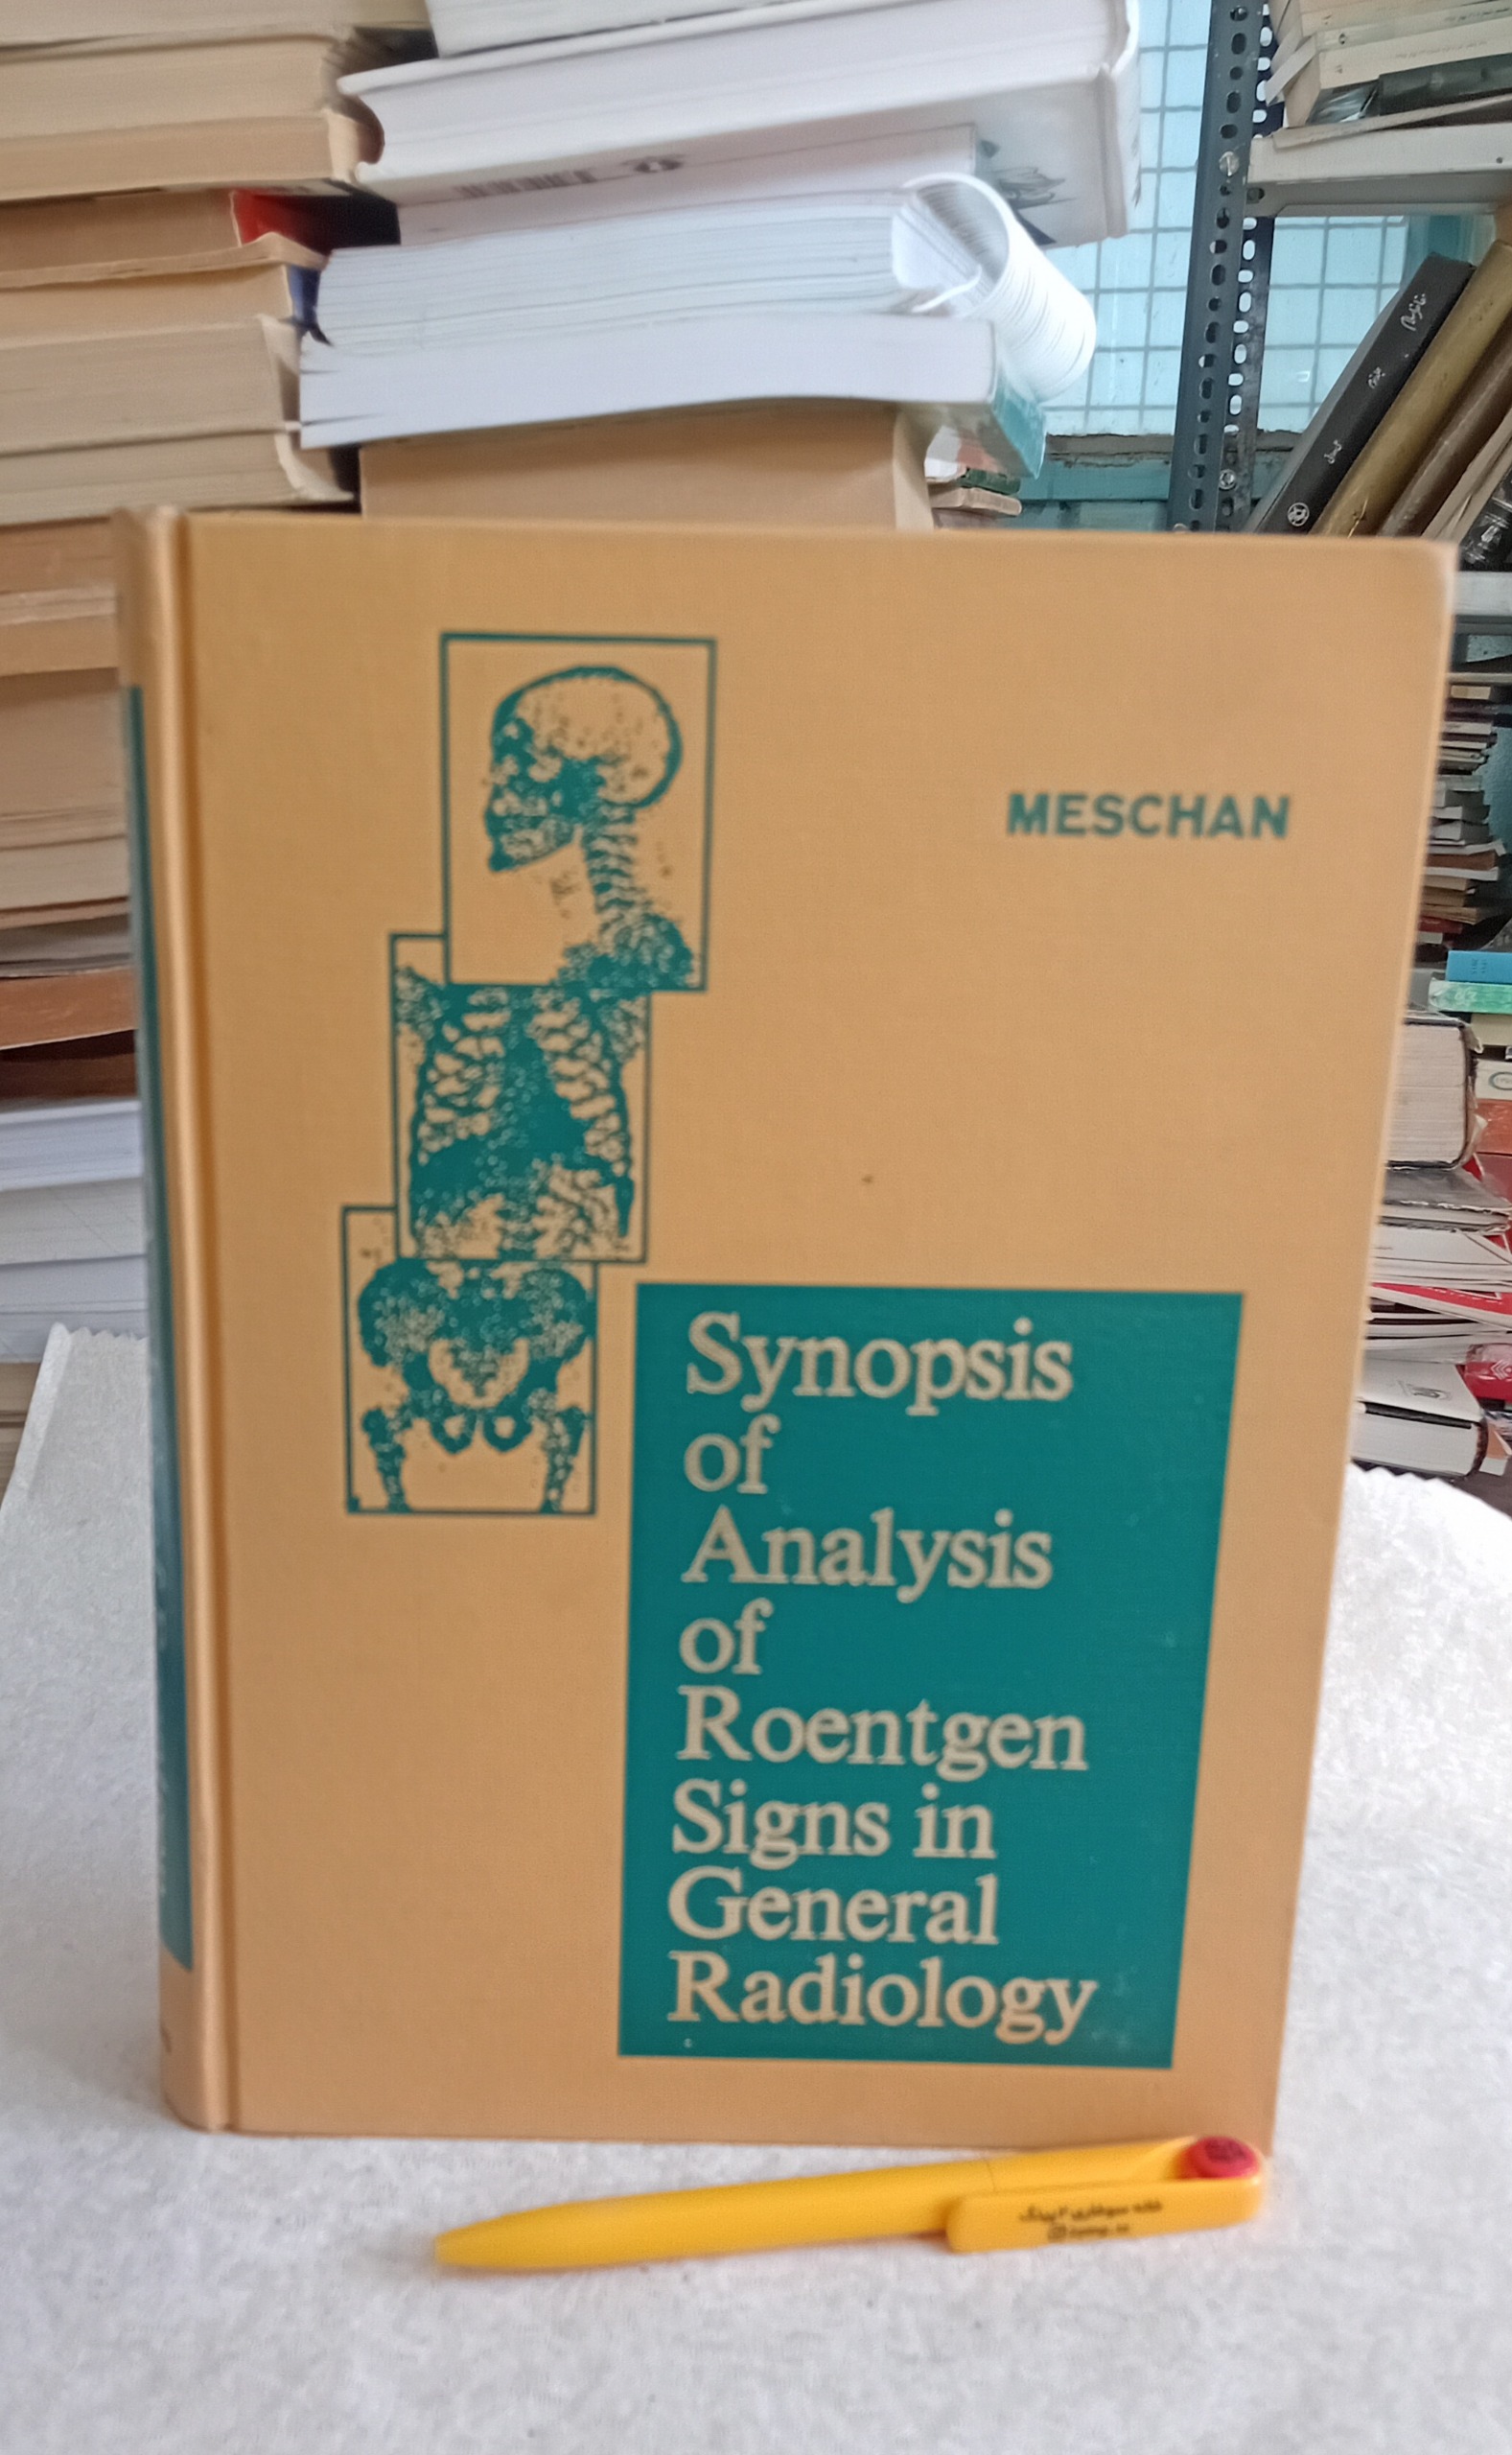 MESCHAN
Synopsis
of
Analysis
of
Roentgen
Signs in
General
Radiology